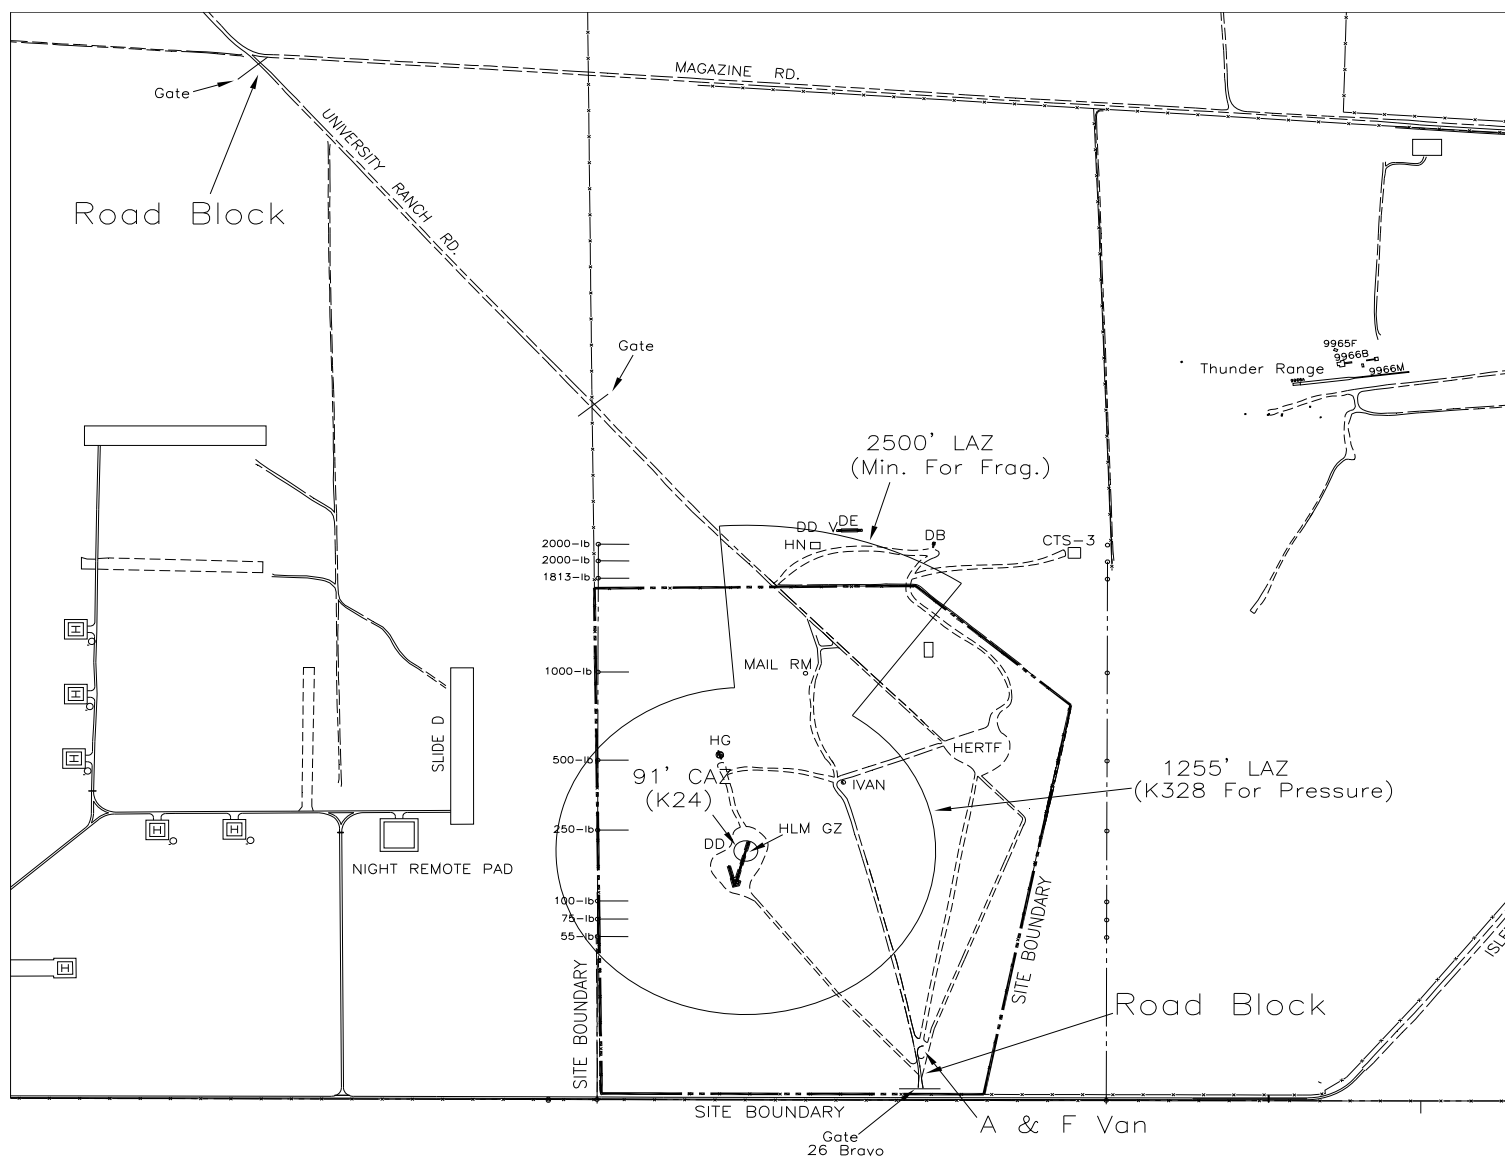 MAGAZINE RD.
Gate
UNIVERSITY RANCH RD.
Road Block
Gate
9965F
9966B
Thunder Range
9966M
2500' LAZ
(Min. For Frag.)
DD V DE
DB
HN
CTS-3
2000-lb
2000-lb
1813-lb
H
MAIL RM
1000-lb
H
SLIDE D
HG
HERTF
H
500-lb
91' CAZ
(K24)
IVAN
1255' LAZ
(K328 For Pressure)
H
H
250-lb
DD
HLM GZ
NIGHT REMOTE PAD
100-lb
75-lb
55-lb
SITE BOUNDARY
ISLE
H
SITE BOUNDARY
Road Block
SITE BOUNDARY
A & F Van
Gate
26 Bravo